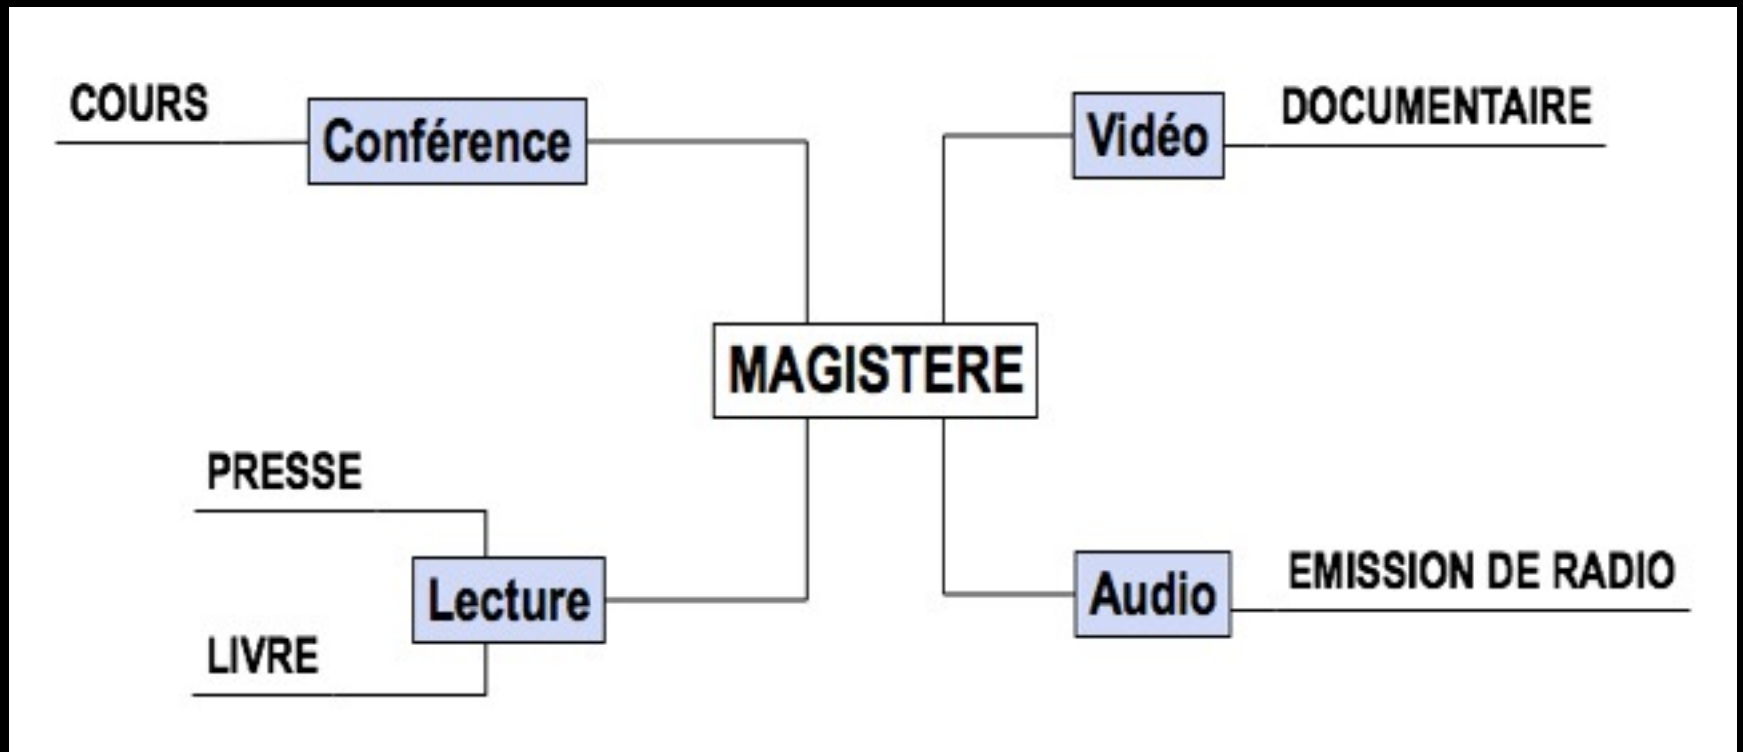 COURS
Conférence
Vidéo
DOCUMENTAIRE
MAGISTERE
PRESSE
Lecture
LIVRE
Audio
EMISSION DE RADIO